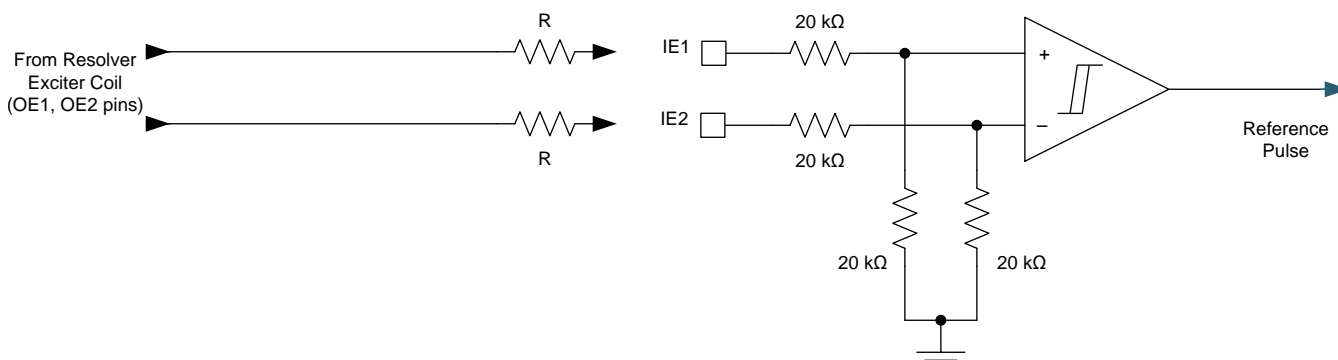 From Resolver
Exciter Coil
(OE1, OE2 pins)
R
R
IE1
IE2
20 kΩ
20 kΩ
20 kΩ
20 kΩ
+
−
Reference
Pulse